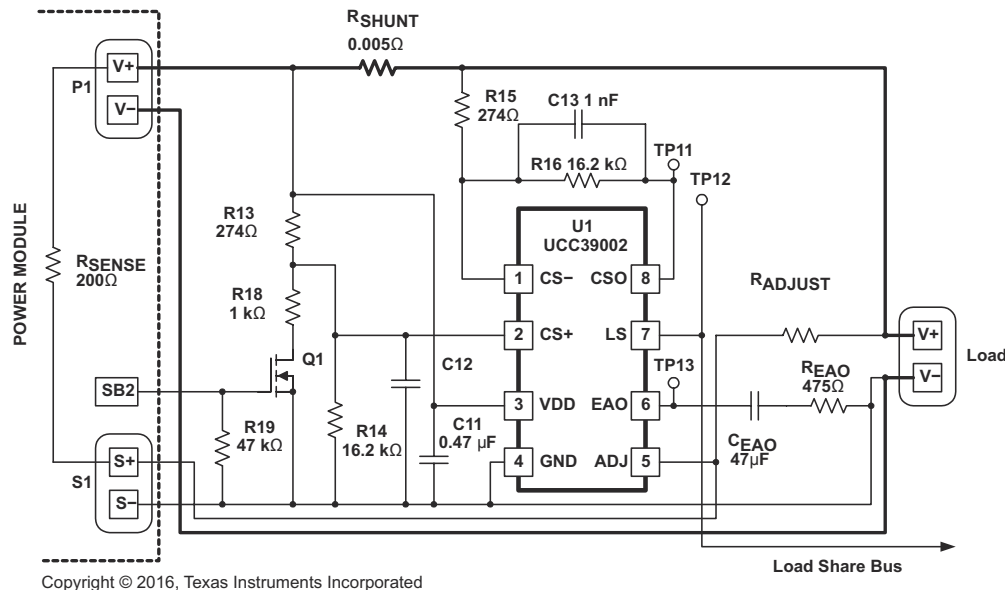 RSHUNT
0.005Ω
V+
P1
V−
R15
274Ω
C13 1 nF
R16 16.2 kΩ
TP11
TP12
POWER MODULE
RSENSE
200Ω
R13
274Ω
R18
1 kΩ
Q1
SB2
R19
47 kΩ
S+
S1
S−
R14
16.2 kΩ
C12
C11
0.47 µF
U1
UCC39002
1 CS− CSO 8
2 CS+ LS 7
3 VDD EAO 6
4 GND ADJ 5
TP13
RADJUST
REAO
475Ω
CEAO
47µF
V+
Load
V−
Load Share Bus
Copyright © 2016, Texas Instruments Incorporated